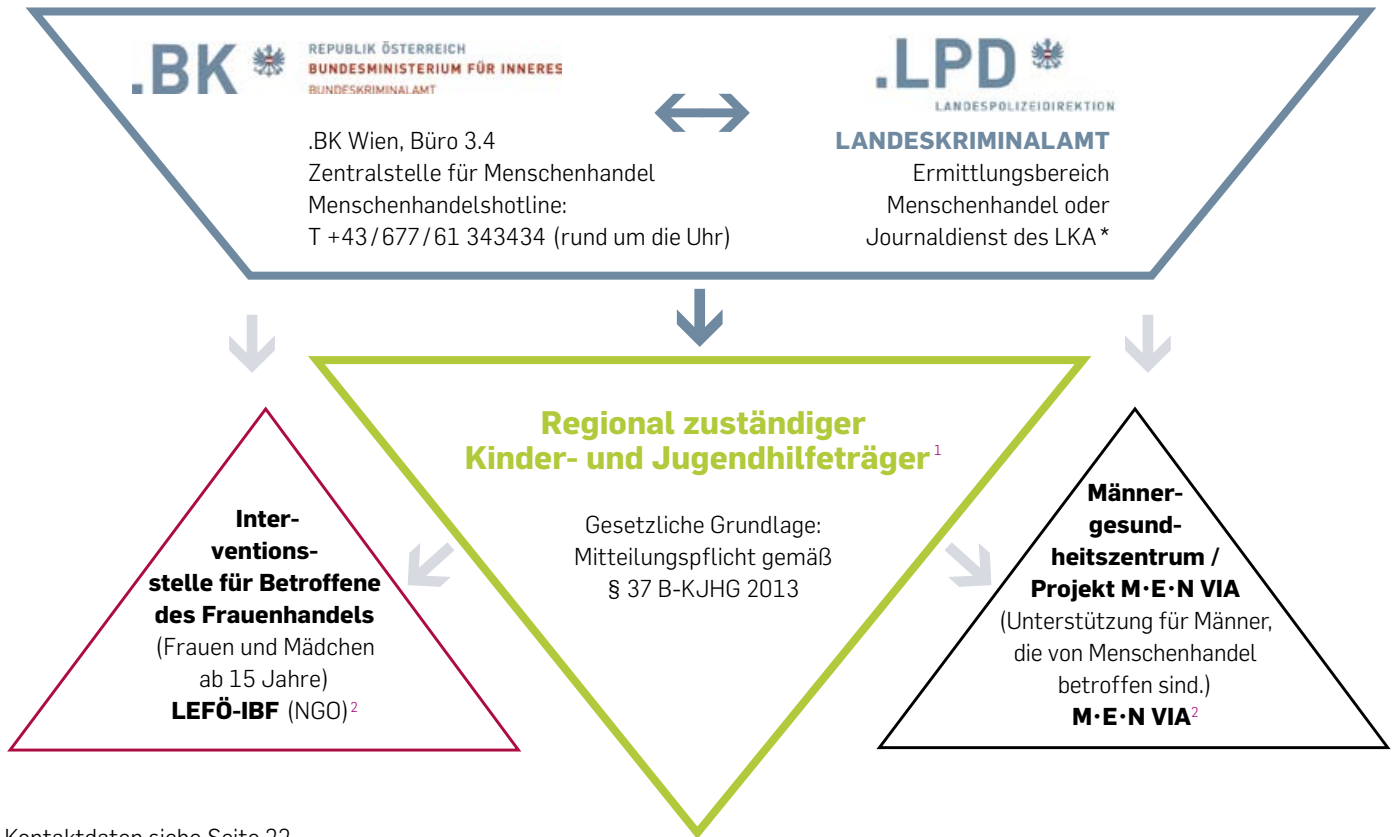 .BK
REPUBLIK ÖSTERREICH
BUNDESMINISTERIUM FÜR INNERES
BUNDESKRIMINALAMT
.BK Wien, Büro 3.4
Zentralstelle für Menschenhandel
Menschenhandelshotline:
T +43/677/61 343434 (rund um die Uhr)
.LPD
LANDESPOLIZEIDIREKTION
LANDESKRIMINALAMT
Ermittlungsbereich
Menschenhandel oder
Journaldienst des LKA*
Regional zuständiger
Kinder- und Jugendhilfeträger¹
Gesetzliche Grundlage:
Mitteilungspflicht gemäß
§ 37 B-KJHG 2013
Inter-
ventions-
stelle für Betroffene
des Frauenhandels
(Frauen und Mädchen
ab 15 Jahre)
LEFÖ-IBF (NGO)²
Männer-
gesund-
heitszentrum /
Projekt M·E·N VIA
(Unterstützung für Männer,
die von Menschenhandel
betroffen sind.)
M·E·N VIA²
Kontaktdaten siehe Seite 22